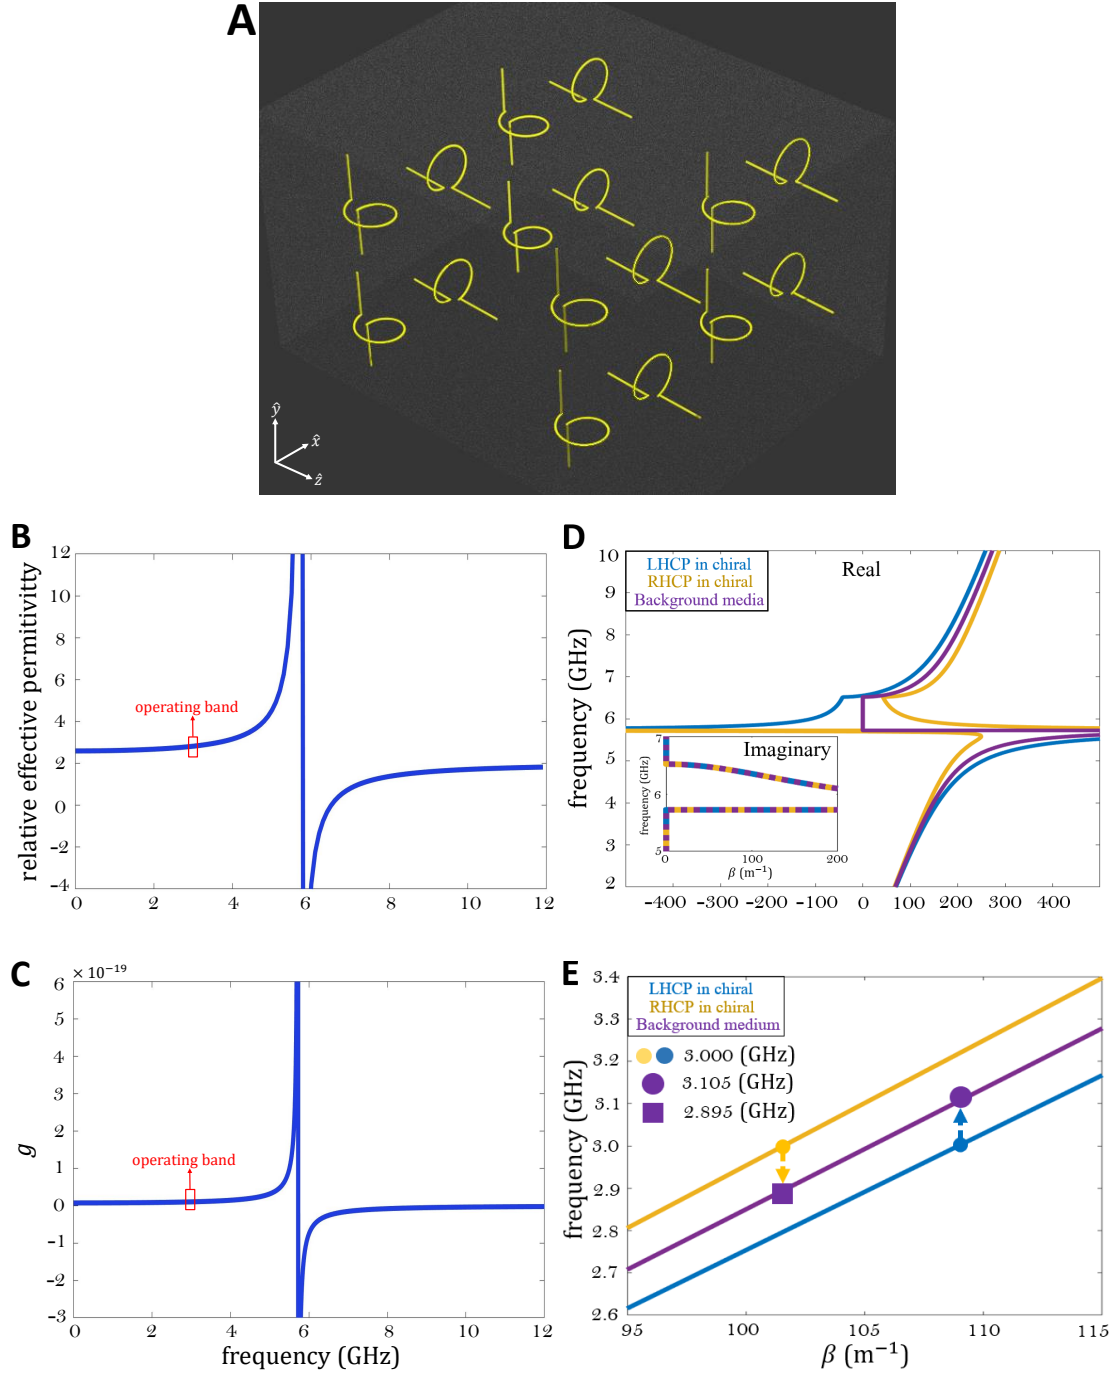 A
ŷ
x̂
ẑ
B
relative effective permitivitty
12
10
8
6
4
2
0
-2
-4
operating band
0 2 4 6 8 10 12
C
× 10⁻¹⁹
g
6
5
4
3
2
1
0
-1
-2
-3
operating band
0 2 4 6 8 10 12
frequency (GHz)
D
frequency (GHz)
10
9
8
7
6
5
4
3
2
LHCP in chiral
RHCP in chiral
Background media
Real
Imaginary
frequency (GHz)
7
6
5
0 100 200
β (m⁻¹)
-400 -300 -200 -100 0 100 200 300 400
E
frequency (GHz)
3.4
3.3
3.2
3.1
3.0
2.9
2.8
2.7
2.6
LHCP in chiral
RHCP in chiral
Background medium
3.000 (GHz)
3.105 (GHz)
2.895 (GHz)
95 100 105 110 115
β (m⁻¹)